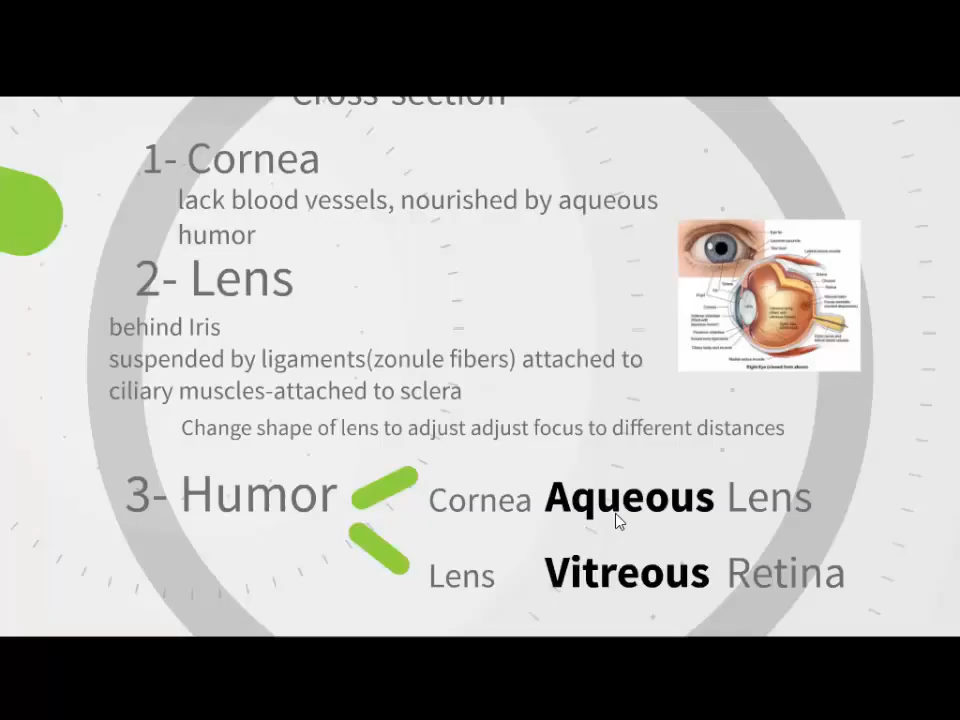 Cross-section
1- Cornea
lack blood vessels, nourished by aqueous
humor
2- Lens
behind Iris
suspended by ligaments(zonule fibers) attached to
ciliary muscles-attached to sclera
Change shape of lens to adjust adjust focus to different distances
3- Humor
Cornea Aqueous Lens
Lens Vitreous Retina